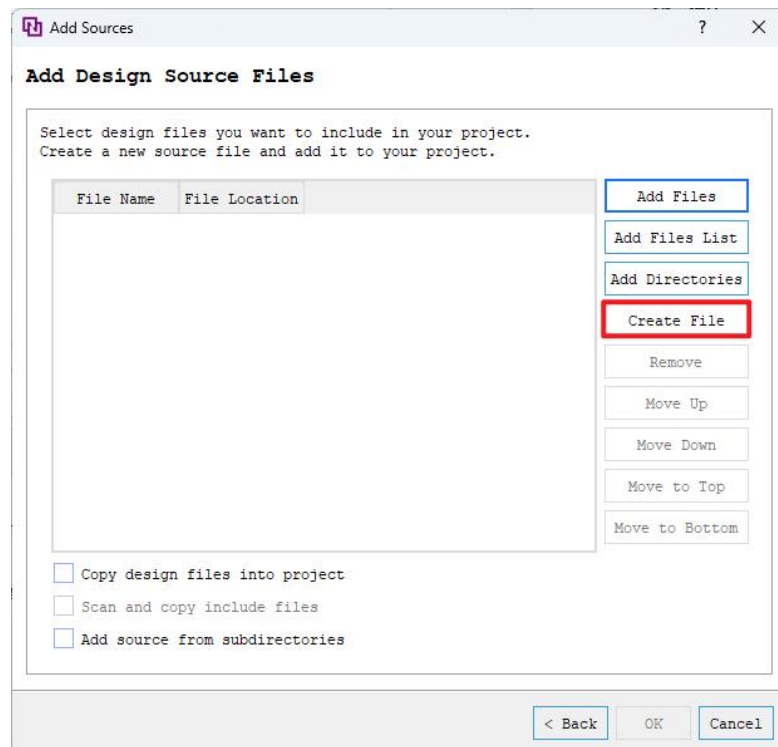 Add Sources
?
Add Design Source Files
Select design files you want to include in your project.
Create a new source file and add it to your project.
File Name File Location
Add Files
Add Files List
Add Directories
Create File
Remove
Move Up
Move Down
Move to Top
Move to Bottom
Copy design files into project
Scan and copy include files
Add source from subdirectories
< Back OK Cancel